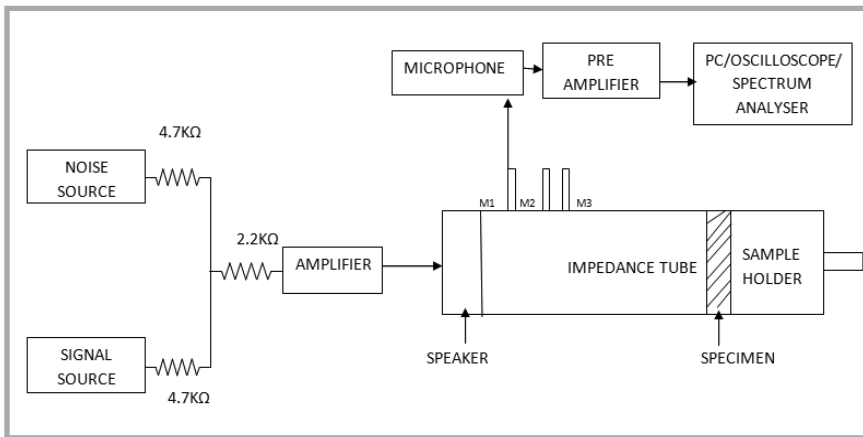 MICROPHONE
PRE
AMPLIFIER
PC/OSCILLOSCOPE/
SPECTRUM
ANALYSER
4.7KΩ
NOISE
SOURCE
M1
M2
M3
2.2KΩ
AMPLIFIER
IMPEDANCE TUBE
SAMPLE
HOLDER
SIGNAL
SOURCE
4.7KΩ
SPEAKER
SPECIMEN